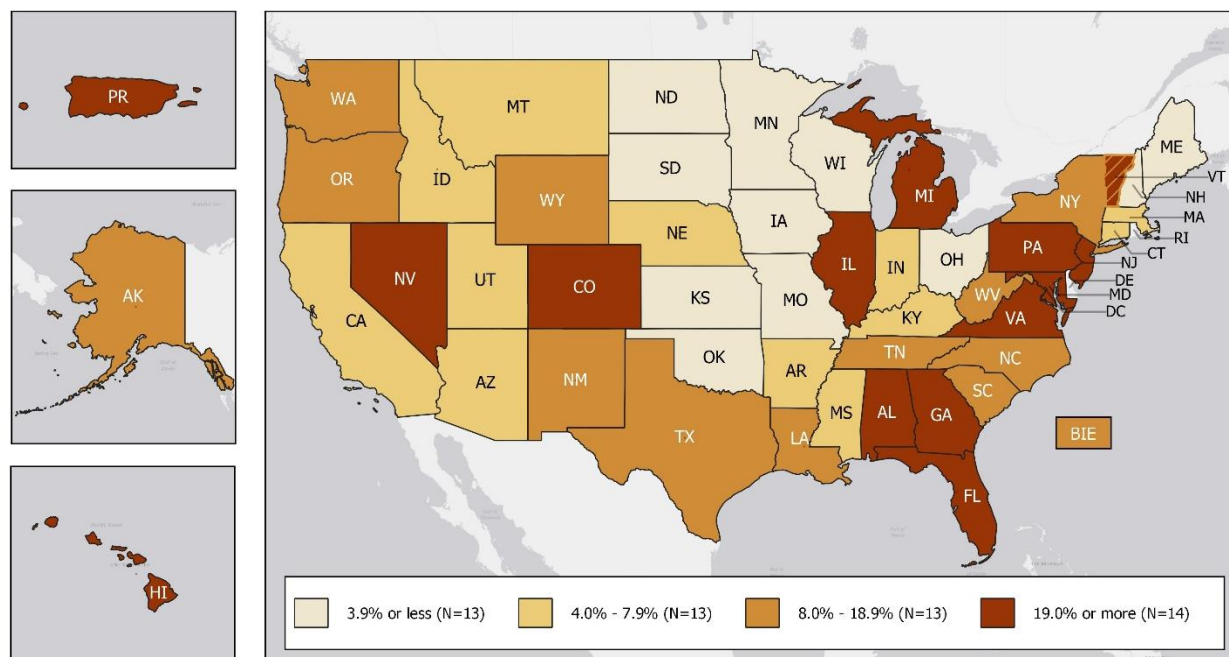 PR
AK
HI
WA
MT
ND
MN
ME
OR
ID
WY
SD
WI
MI
NY
VT
NH
MA
RI
CT
NJ
DE
MD
DC
NV
UT
CO
NE
IA
IL
IN
OH
PA
WV
VA
CA
AZ
NM
KS
MO
KY
OK
AR
TN
NC
SC
TX
LA
MS
AL
GA
FL
BIE
3.9% or less (N=13)
4.0% - 7.9% (N=13)
8.0% - 18.9% (N=13)
19.0% or more (N=14)